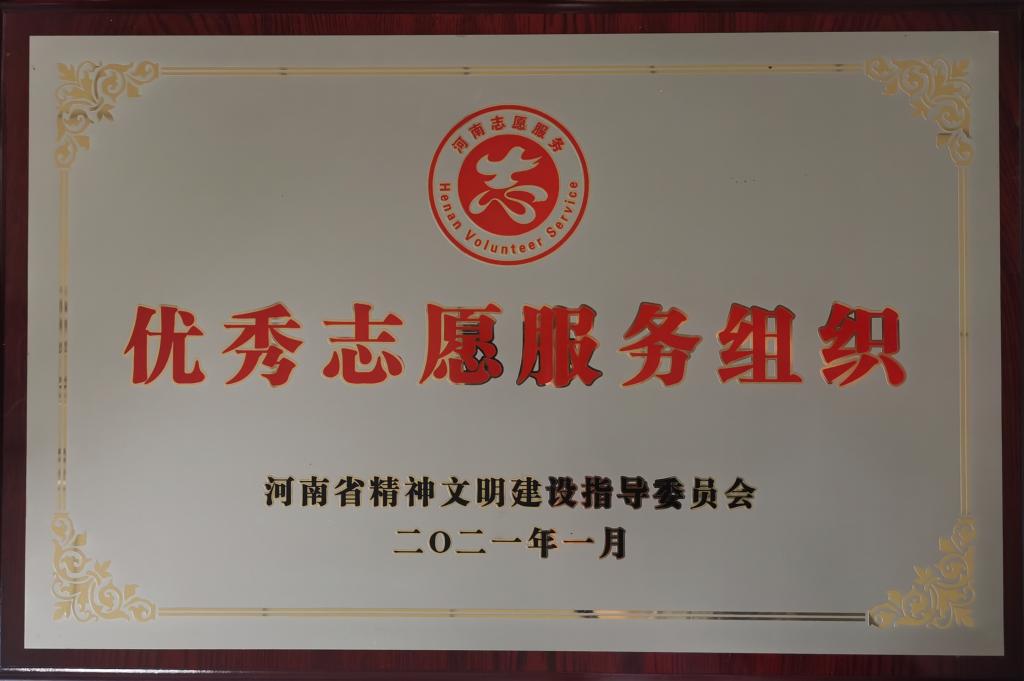 河南志愿服务
志
Henan Volunteer Service
优秀志愿服务组织
河南省精神文明建设指导委员会
二〇二一年一月